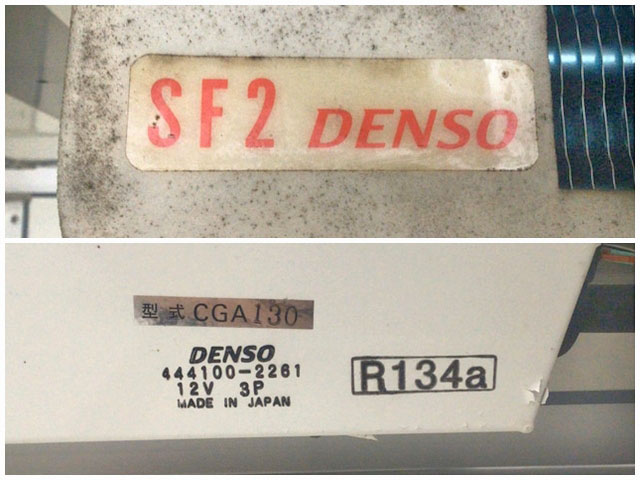 SF2 DENSO
型式 CGA130
DENSO
444100-2261
12V 3P
MADE IN JAPAN
R134a